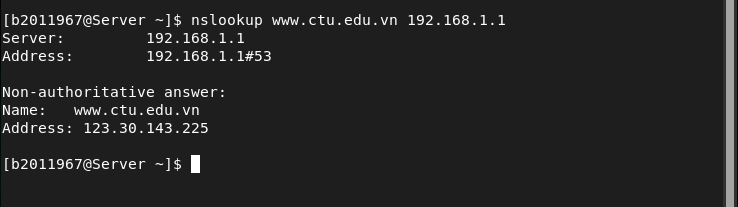 [b2011967@Server ~]$ nslookup www.ctu.edu.vn 192.168.1.1
Server:         192.168.1.1
Address:        192.168.1.1#53

Non-authoritative answer:
Name:   www.ctu.edu.vn
Address: 123.30.143.225

[b2011967@Server ~]$